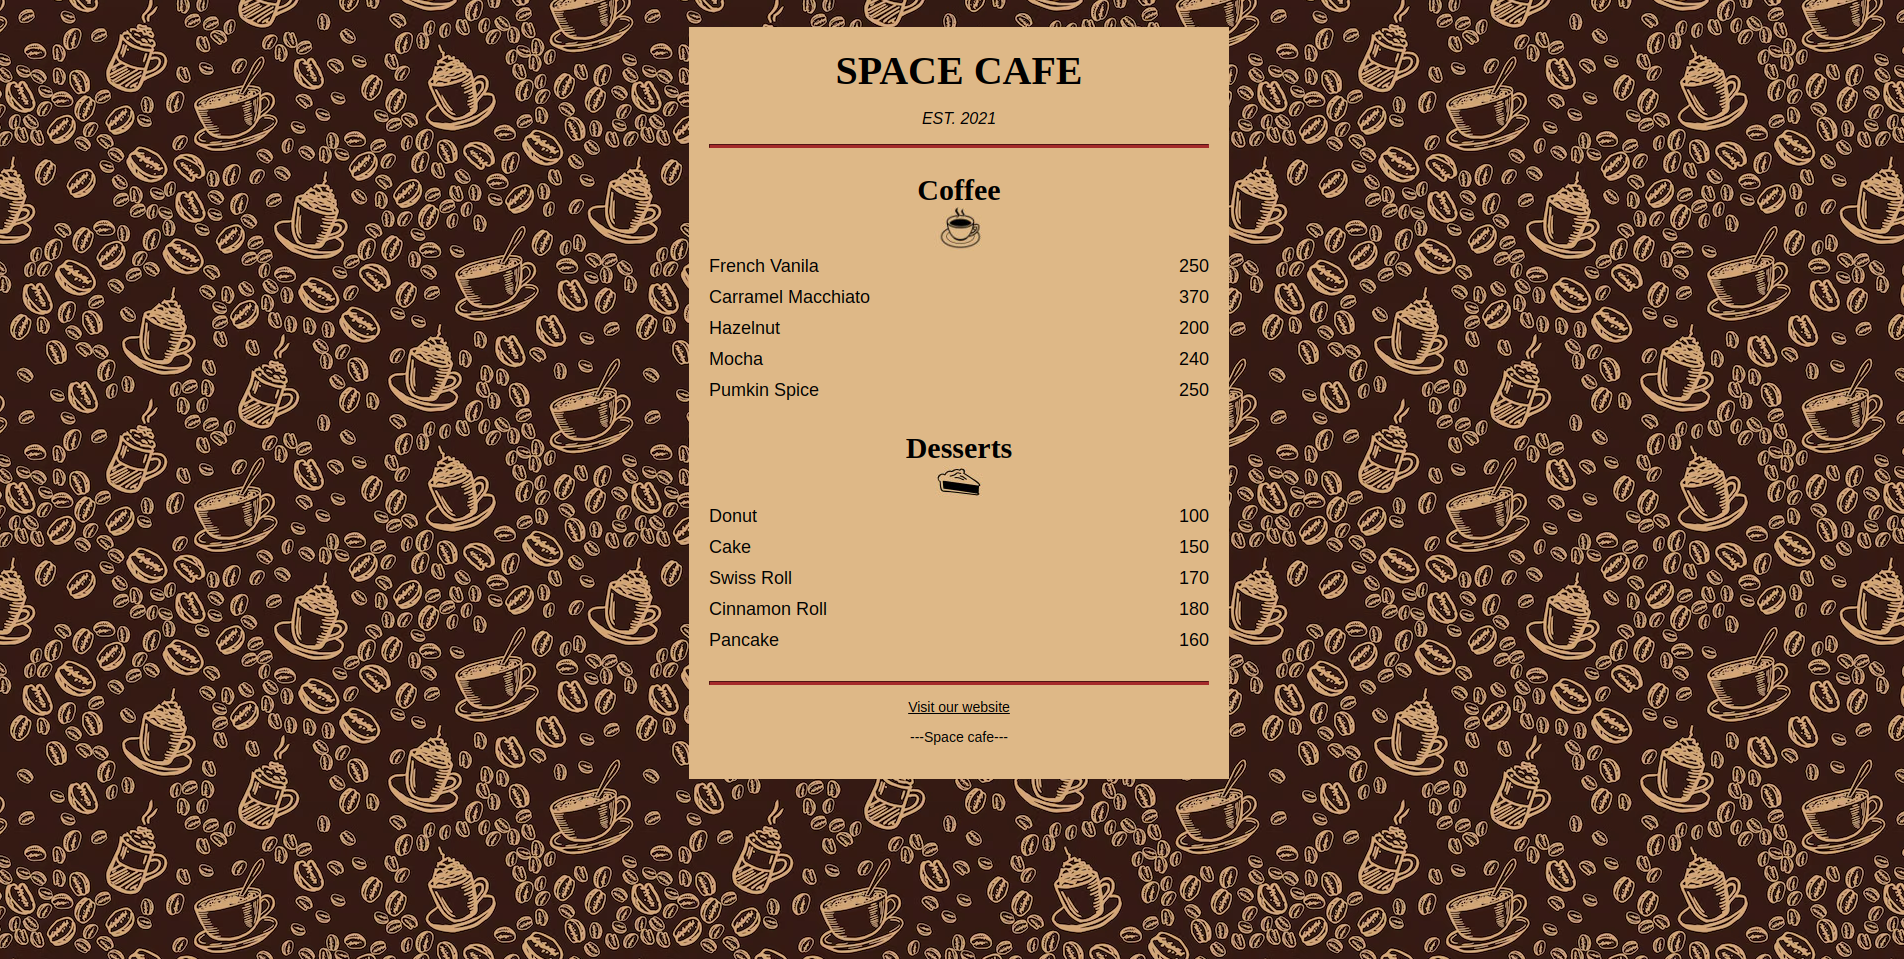 SPACE CAFE
EST. 2021
Coffee
French Vanila 250
Carramel Macchiato 370
Hazelnut 200
Mocha 240
Pumkin Spice 250
Desserts
Donut 100
Cake 150
Swiss Roll 170
Cinnamon Roll 180
Pancake 160
Visit our website
---Space cafe---